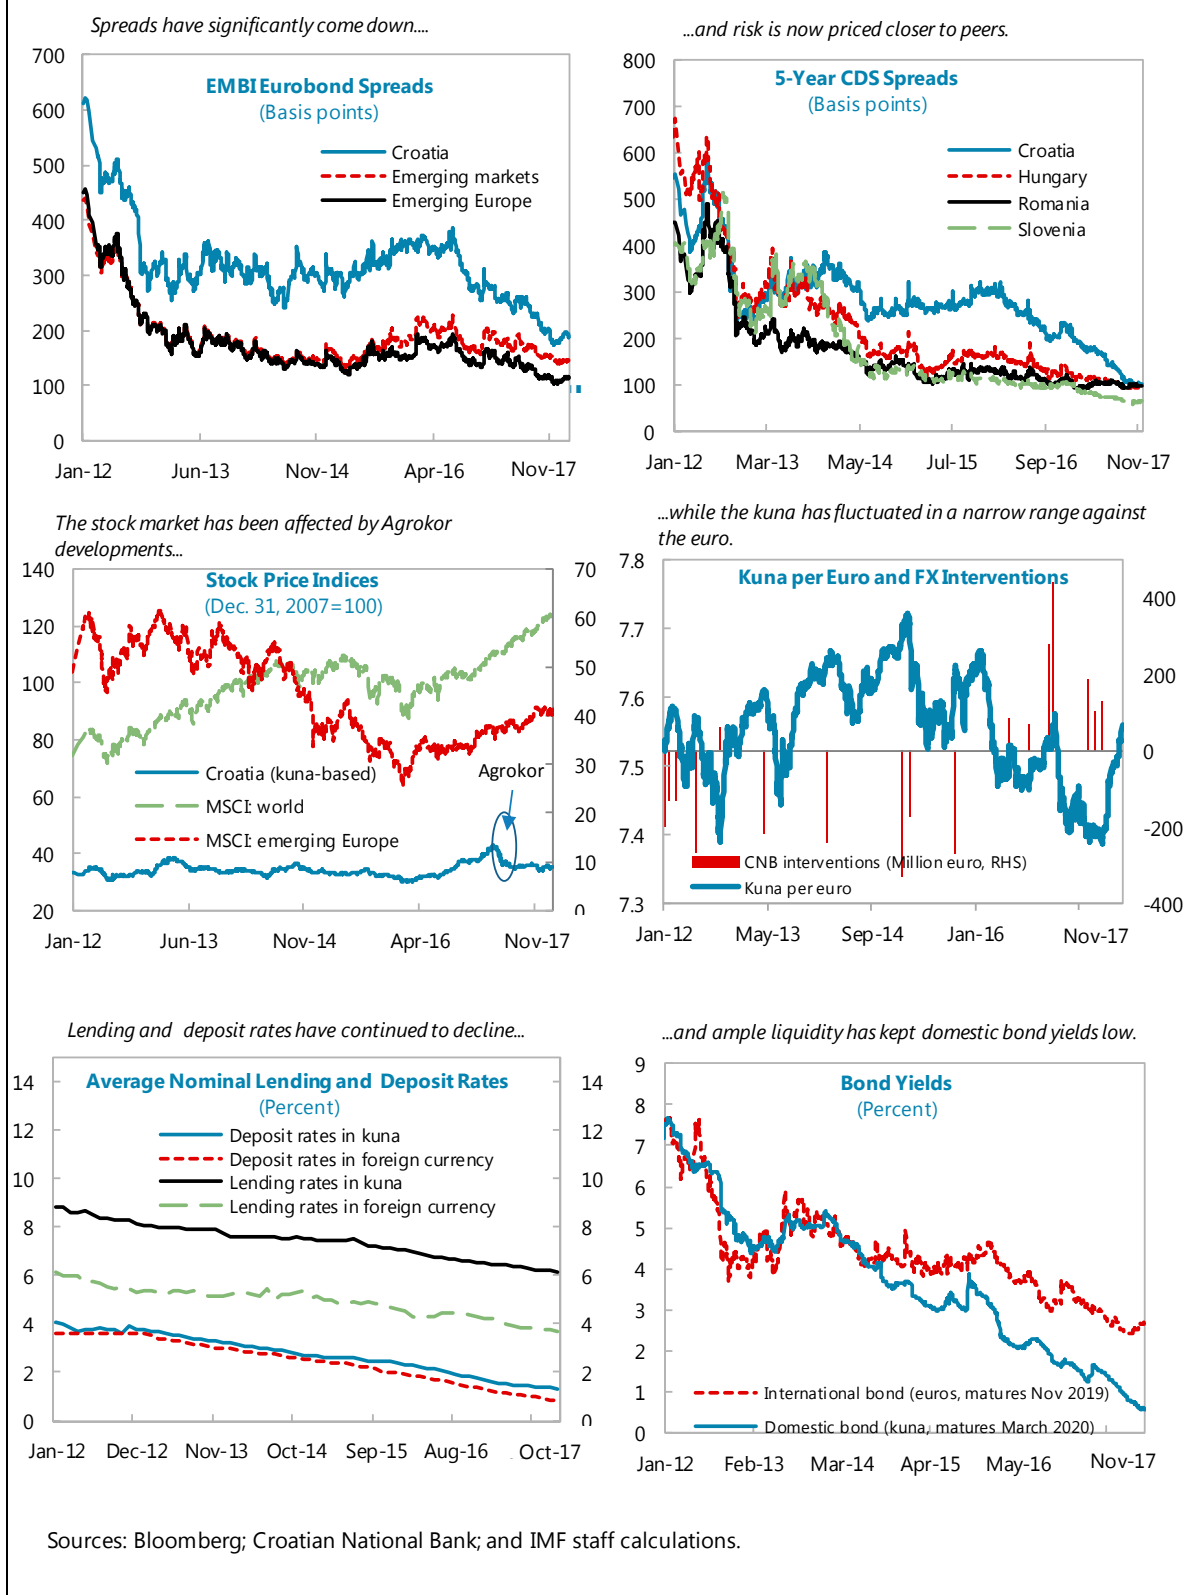 Spreads have significantly come down....
700
600
500
400
300
200
100
0
EMBI Eurobond Spreads
(Basis points)
Croatia
Emerging markets
Emerging Europe
Jan-12 Jun-13 Nov-14 Apr-16 Nov-17
...and risk is now priced closer to peers.
800
700
600
500
400
300
200
100
0
5-Year CDS Spreads
(Basis points)
Croatia
Hungary
Romania
Slovenia
Jan-12 Mar-13 May-14 Jul-15 Sep-16 Nov-17
The stock market has been affected by Agrokor
developments...
140
120
100
80
60
40
20
Stock Price Indices
(Dec. 31, 2007=100)
Croatia (kuna-based)
MSCI: world
MSCI: emerging Europe
Agrokor
70
60
50
40
30
20
10
0
Jan-12 Jun-13 Nov-14 Apr-16 Nov-17
...while the kuna has fluctuated in a narrow range against
the euro.
7.8
7.7
7.6
7.5
7.4
7.3
Kuna per Euro and FX Interventions
CNB interventions (Million euro, RHS)
Kuna per euro
400
200
0
-200
-400
Jan-12 May-13 Sep-14 Jan-16 Nov-17
Lending and deposit rates have continued to decline...
14
12
10
8
6
4
2
0
Average Nominal Lending and Deposit Rates
(Percent)
Deposit rates in kuna
Deposit rates in foreign currency
Lending rates in kuna
Lending rates in foreign currency
14
12
10
8
6
4
2
0
Jan-12 Dec-12 Nov-13 Oct-14 Sep-15 Aug-16 Oct-17
...and ample liquidity has kept domestic bond yields low.
9
8
7
6
5
4
3
2
1
0
Bond Yields
(Percent)
International bond (euros, matures Nov 2019)
Domestic bond (kuna, matures March 2020)
Jan-12 Feb-13 Mar-14 Apr-15 May-16 Nov-17
Sources: Bloomberg; Croatian National Bank; and IMF staff calculations.